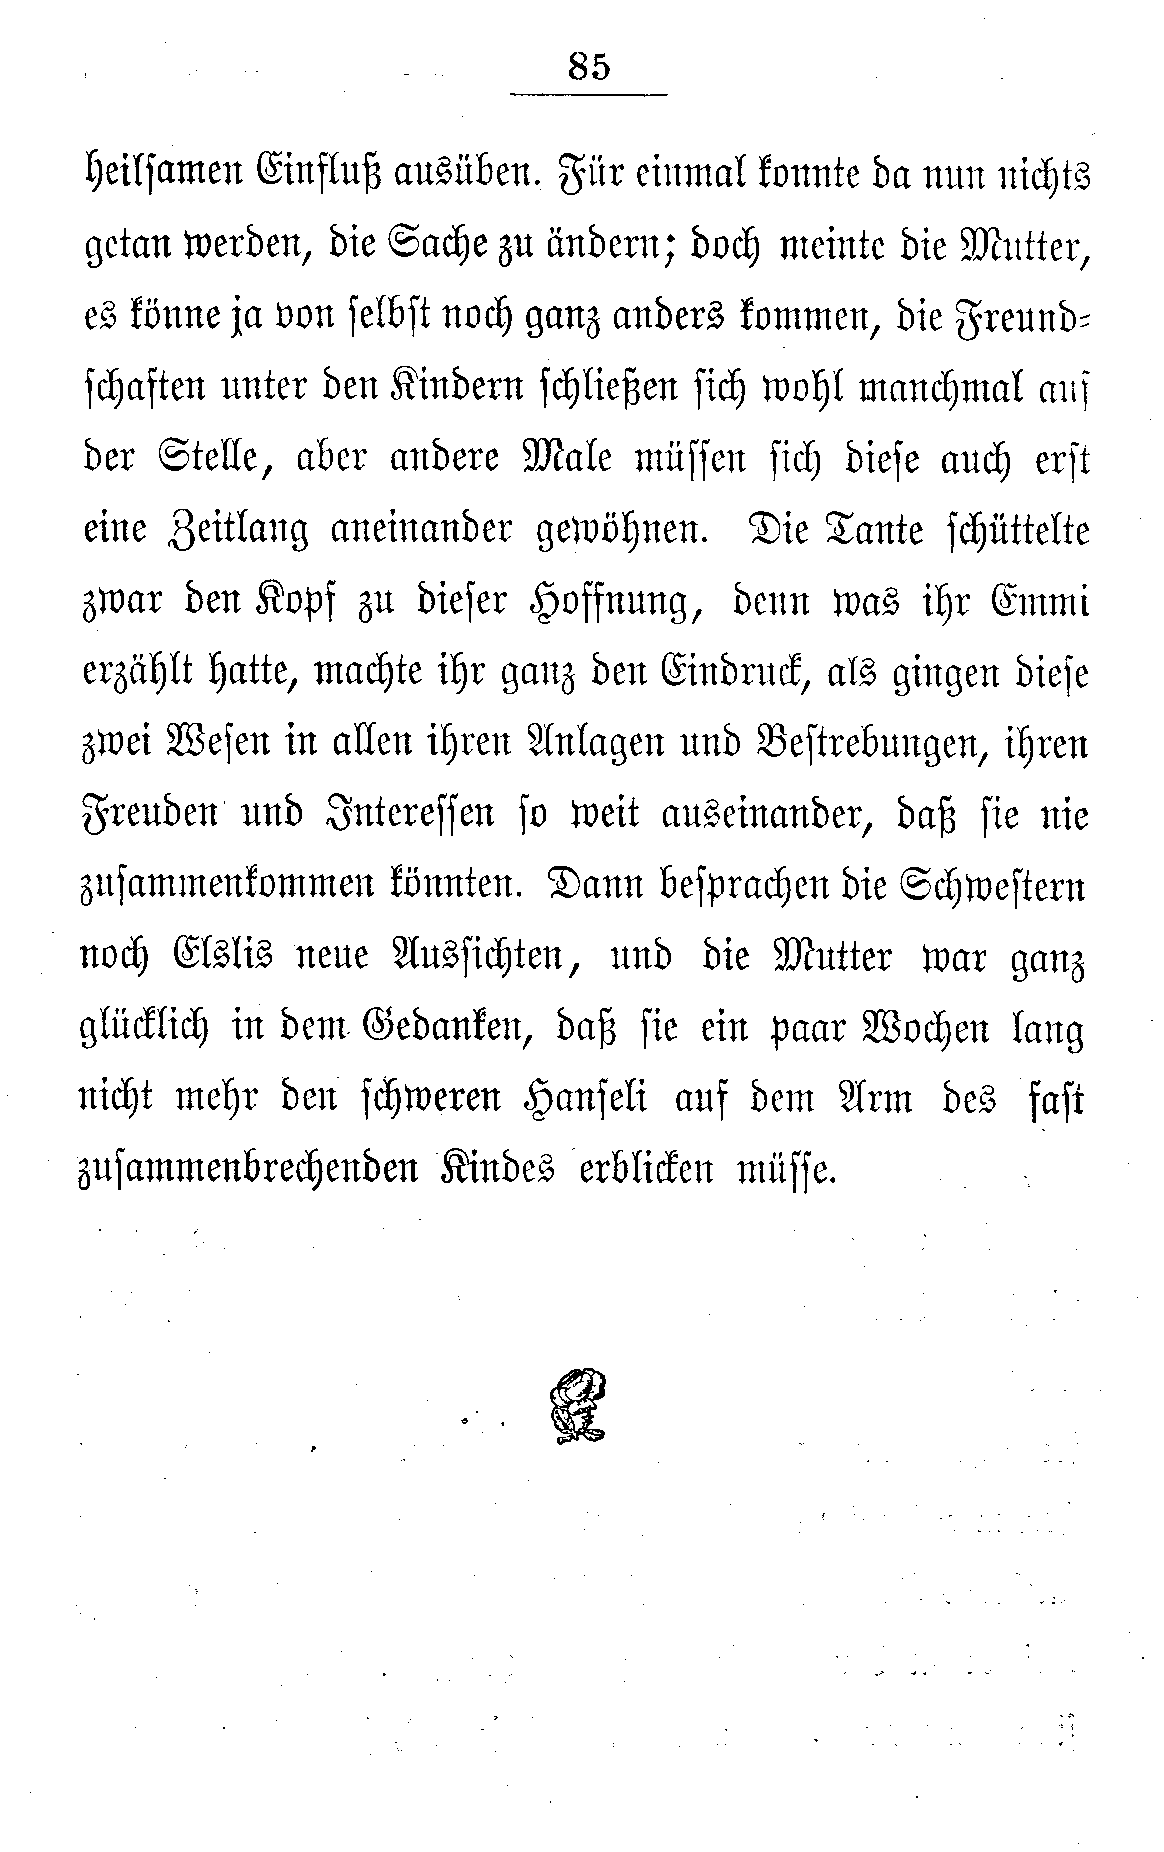 85
heilsamen Einfluß ausüben. Für einmal konnte da nun nichts
getan werden, die Sache zu ändern; doch meinte die Mutter,
es könne ja von selbst noch ganz anders kommen, die Freund-
schaften unter den Kindern schließen sich wohl manchmal auf
der Stelle, aber andere Male müssen sich diese auch erst
eine Zeitlang aneinander gewöhnen. Die Tante schüttelte
zwar den Kopf zu dieser Hoffnung, denn was ihr Emmi
erzählt hatte, machte ihr ganz den Eindruck, als gingen diese
zwei Wesen in allen ihren Anlagen und Bestrebungen, ihren
Freuden und Interessen so weit auseinander, daß sie nie
zusammenkommen könnten. Dann besprachen die Schwestern
noch Elslis neue Aussichten, und die Mutter war ganz
glücklich in dem Gedanken, daß sie ein paar Wochen lang
nicht mehr den schweren Hanseli auf dem Arm des fast
zusammenbrechenden Kindes erblicken müsse.